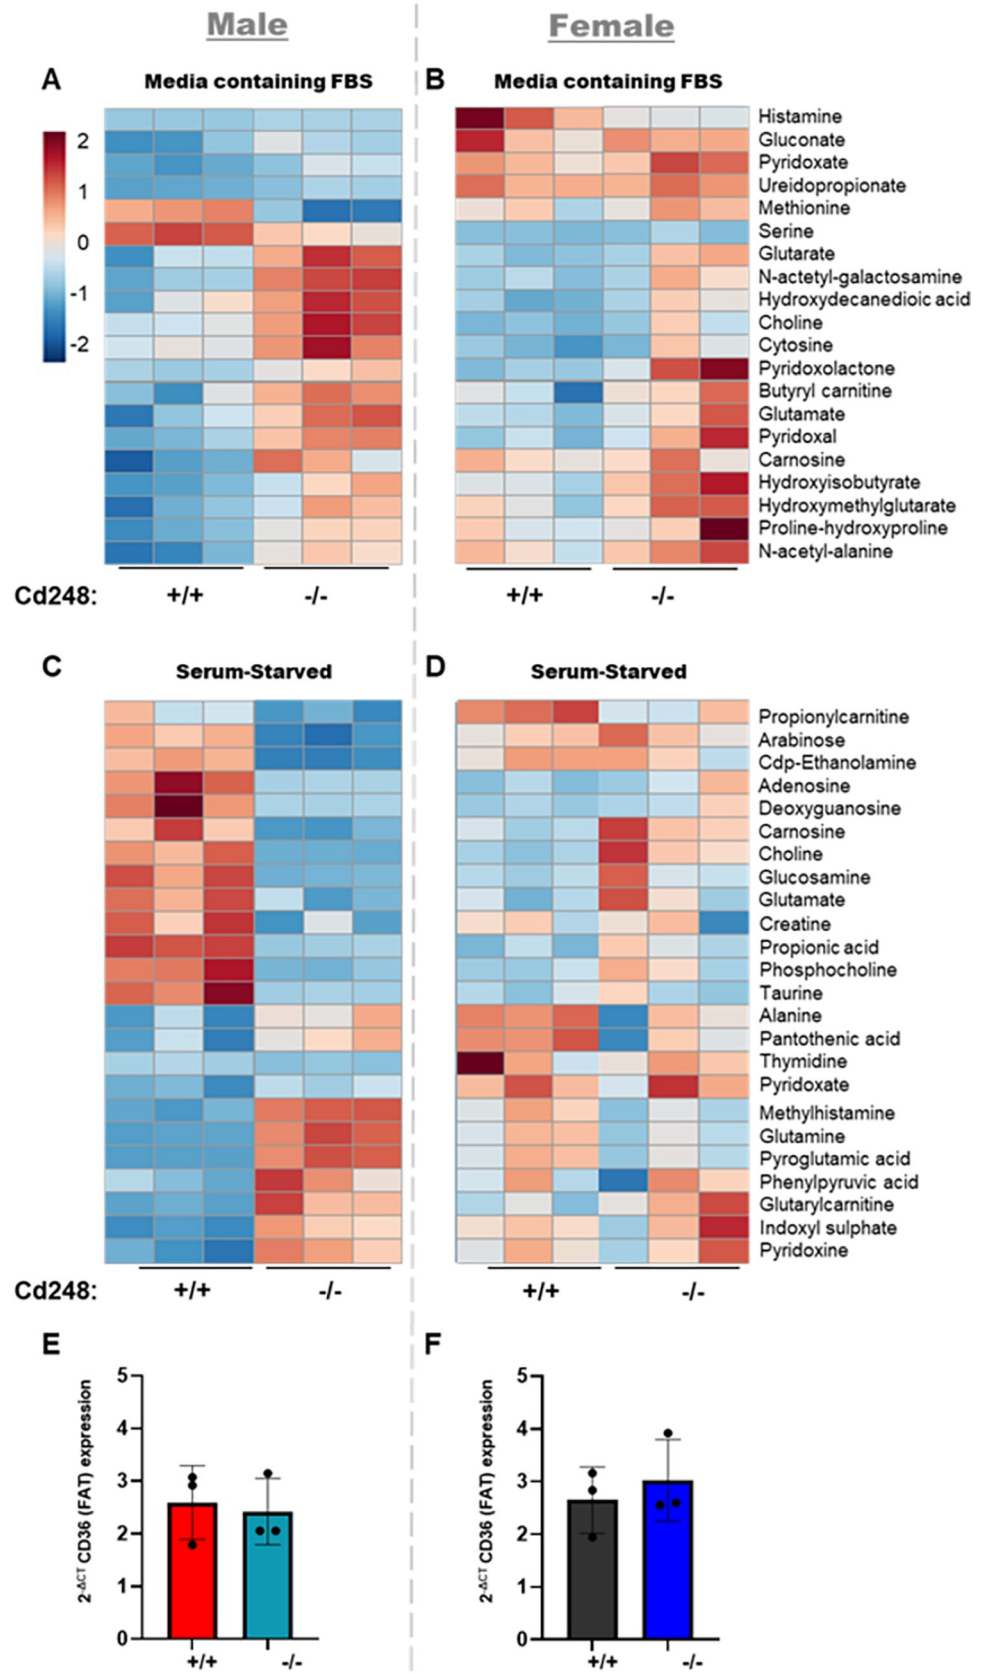 Male
Female
A
Media containing FBS
B
Media containing FBS
2
1
0
-1
-2
Histamine
Gluconate
Pyridoxate
Ureidopropionate
Methionine
Serine
Glutarate
N-actetyl-galactosamine
Hydroxydecanedioic acid
Choline
Cytosine
Pyridoxolactone
Butyryl carnitine
Glutamate
Pyridoxal
Carnosine
Hydroxyisobutyrate
Hydroxymethylglutarate
Proline-hydroxyproline
N-acetyl-alanine
Cd248: +/+ -/- +/+ -/-
C
Serum-Starved
D
Serum-Starved
Propionylcarnitine
Arabinose
Cdp-Ethanolamine
Adenosine
Deoxyguanosine
Carnosine
Choline
Glucosamine
Glutamate
Creatine
Propionic acid
Phosphocholine
Taurine
Alanine
Pantothenic acid
Thymidine
Pyridoxate
Methylhistamine
Glutamine
Pyroglutamic acid
Phenylpyruvic acid
Glutarylcarnitine
Indoxyl sulphate
Pyridoxine
Cd248: +/+ -/- +/+ -/-
E
2-ΔCT CD36 (FAT) expression
5
4
3
2
1
0
+/+ -/-
F
2-ΔCT CD36 (FAT) expression
5
4
3
2
1
0
+/+ -/-